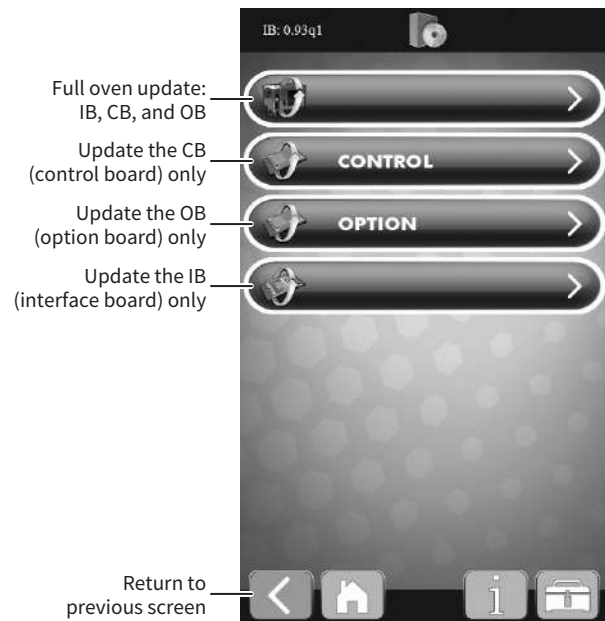 IB: 0.93q1
Full oven update:
IB, CB, and OB
Update the CB
(control board) only
CONTROL
Update the OB
(option board) only
OPTION
Update the IB
(interface board) only
Return to
previous screen
i